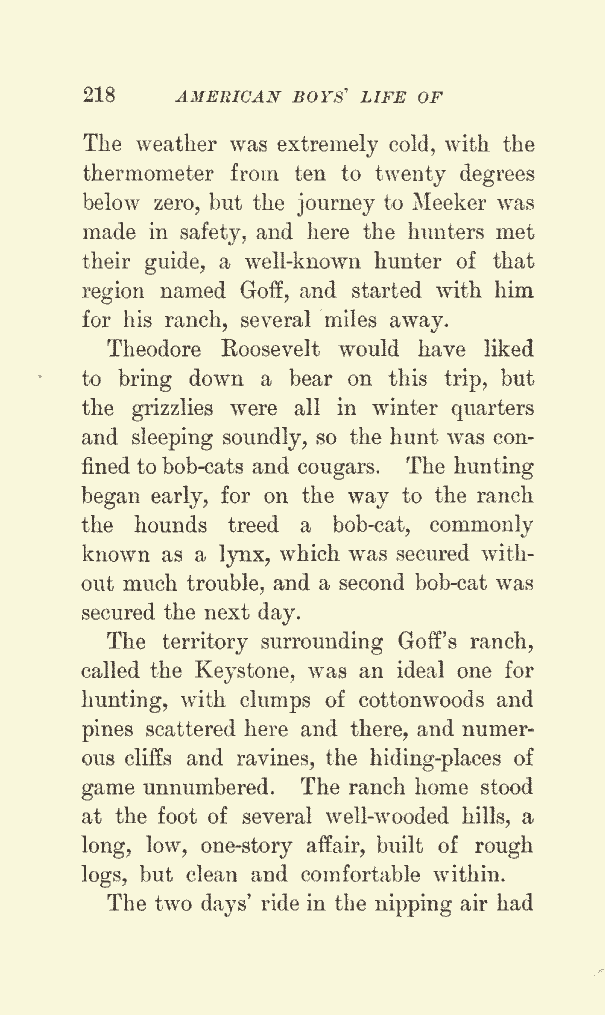 218 AMERICAN BOYS' LIFE OF
The weather was extremely cold, with the
thermometer from ten to twenty degrees
below zero, but the journey to Meeker was
made in safety, and here the hunters met
their guide, a well-known hunter of that
region named Goff, and started with him
for his ranch, several miles away.
Theodore Roosevelt would have liked
to bring down a bear on this trip, but
the grizzlies were all in winter quarters
and sleeping soundly, so the hunt was con-
fined to bob-cats and cougars. The hunting
began early, for on the way to the ranch
the hounds treed a bob-cat, commonly
known as a lynx, which was secured with-
out much trouble, and a second bob-cat was
secured the next day.
The territory surrounding Goff's ranch,
called the Keystone, was an ideal one for
hunting, with clumps of cottonwoods and
pines scattered here and there, and numer-
ous cliffs and ravines, the hiding-places of
game unnumbered. The ranch home stood
at the foot of several well-wooded hills, a
long, low, one-story affair, built of rough
logs, but clean and comfortable within.
The two days' ride in the nipping air had